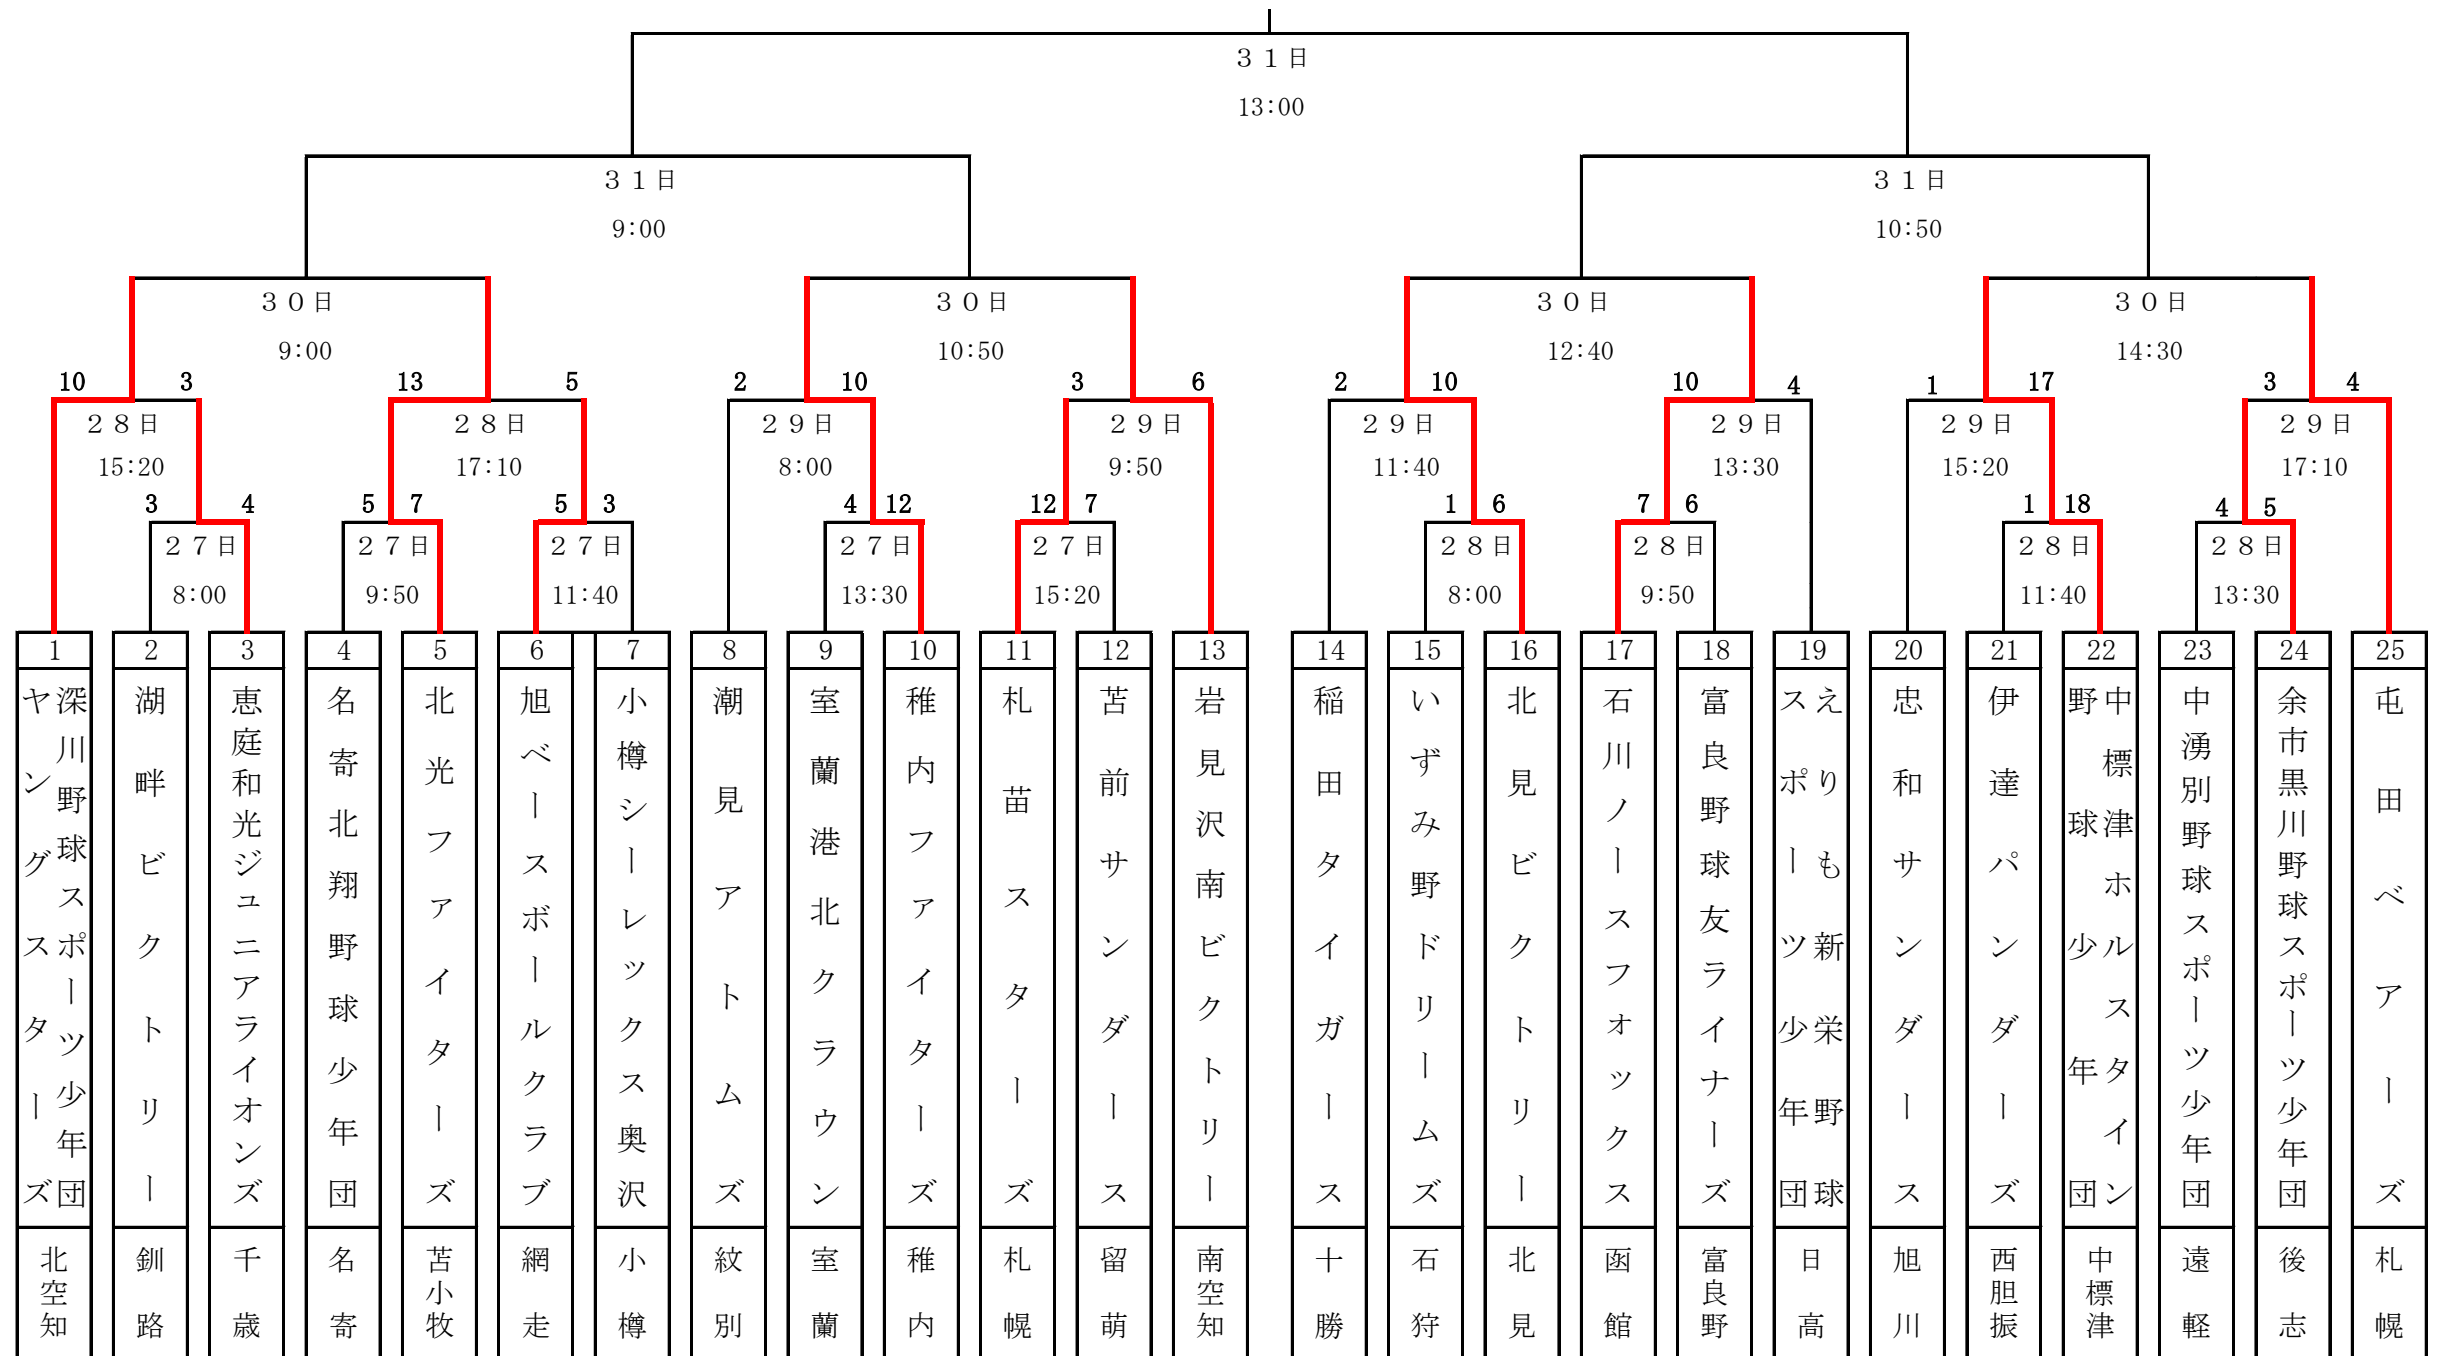 ３１日
13:00
３１日
３１日
9:00
10:50
３０日
３０日
３０日
３０日
9:00
10:50
12:40
14:30
10 3 13 5 2 10 3 6 2 10 10 4 1 17 3 4
２８日 ２８日 ２９日 ２９日 ２９日 ２９日 ２９日 ２９日
15:20 17:10 8:00 9:50 11:40 13:30 15:20 17:10
3 4 5 7 5 3 4 12 12 7 1 6 7 6 1 18 4 5
２７日 ２７日 ２７日 ２７日 ２７日 ２８日 ２８日 ２８日 ２８日
8:00 9:50 11:40 13:30 15:20 8:00 9:50 11:40 13:30
1 2 3 4 5 6 7 8 9 10 11 12 13 14 15 16 17 18 19 20 21 22 23 24 25
深川野球スポーツ少年団
ヤングスターズ
湖畔ビクトリー
恵庭和光ジュニアライオンズ
名寄北翔野球少年団
北光ファイターズ
旭ベースボールクラブ
小樽シーレックス奥沢
潮見アトムズ
室蘭港北クラウン
稚内ファイターズ
札苗スターズ
苫前サンダース
岩見沢南ビクトリー
稲田タイガース
いずみ野ドリームズ
北見ビクトリー
石川ノースフォックス
富良野球友ライナーズ
えりも新栄野球
スポーツ少年団
忠和サンダース
伊達パンダーズ
中標津ホルスタイン
野球少年団
中湧別野球スポーツ少年団
余市黒川野球スポーツ少年団
屯田ベアーズ
北空知
釧路
千歳
名寄
苫小牧
網走
小樽
紋別
室蘭
稚内
札幌
留萌
南空知
十勝
石狩
北見
函館
富良野
日高
旭川
西胆振
中標津
遠軽
後志
札幌